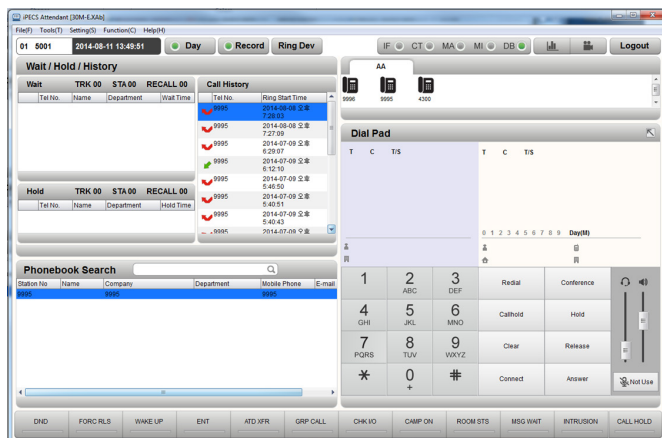 iPECS Attendant [30M-E.XAb]
File(F) Tools(T) Setting(S) Function(C) Help(H)
01 5001 2014-08-11 13:49:51 Day Record Ring Dev IF CT MA MI DB Logout
Wait / Hold / History
Wait TRK 00 STA 00 RECALL 00
Tel No. Name Department Wait Time
Hold TRK 00 STA 00 RECALL 00
Tel No. Name Department Hold Time
Call History
Tel No. Ring Start Time
9995 2014-08-08 오후
7:28:03
9995 2014-08-08 오후
7:27:09
9995 2014-07-09 오후
6:29:07
9995 2014-07-09 오후
6:12:10
9995 2014-07-09 오후
5:46:50
9995 2014-07-09 오후
5:40:51
9995 2014-07-09 오후
5:40:43
9995 2014-07-09 오후
Phonebook Search
Station No Name Company Department Mobile Phone E-mail
9995 9995 9995
AA
9996 9995 4300
Dial Pad
T C T/S T C T/S
0 1 2 3 4 5 6 7 8 9 Day(M)
1 2 3 Redial Conference
ABC DEF
4 5 6 Callhold Hold
GHI JKL MNO
7 8 9 Clear Release
PQRS TUV WXYZ
* 0 # Connect Answer Not Use
+
DND FORC RLS WAKE UP ENT ATD XFR GRP CALL CHK I/O CAMP ON ROOM STS MSG WAIT INTRUSION CALL HOLD